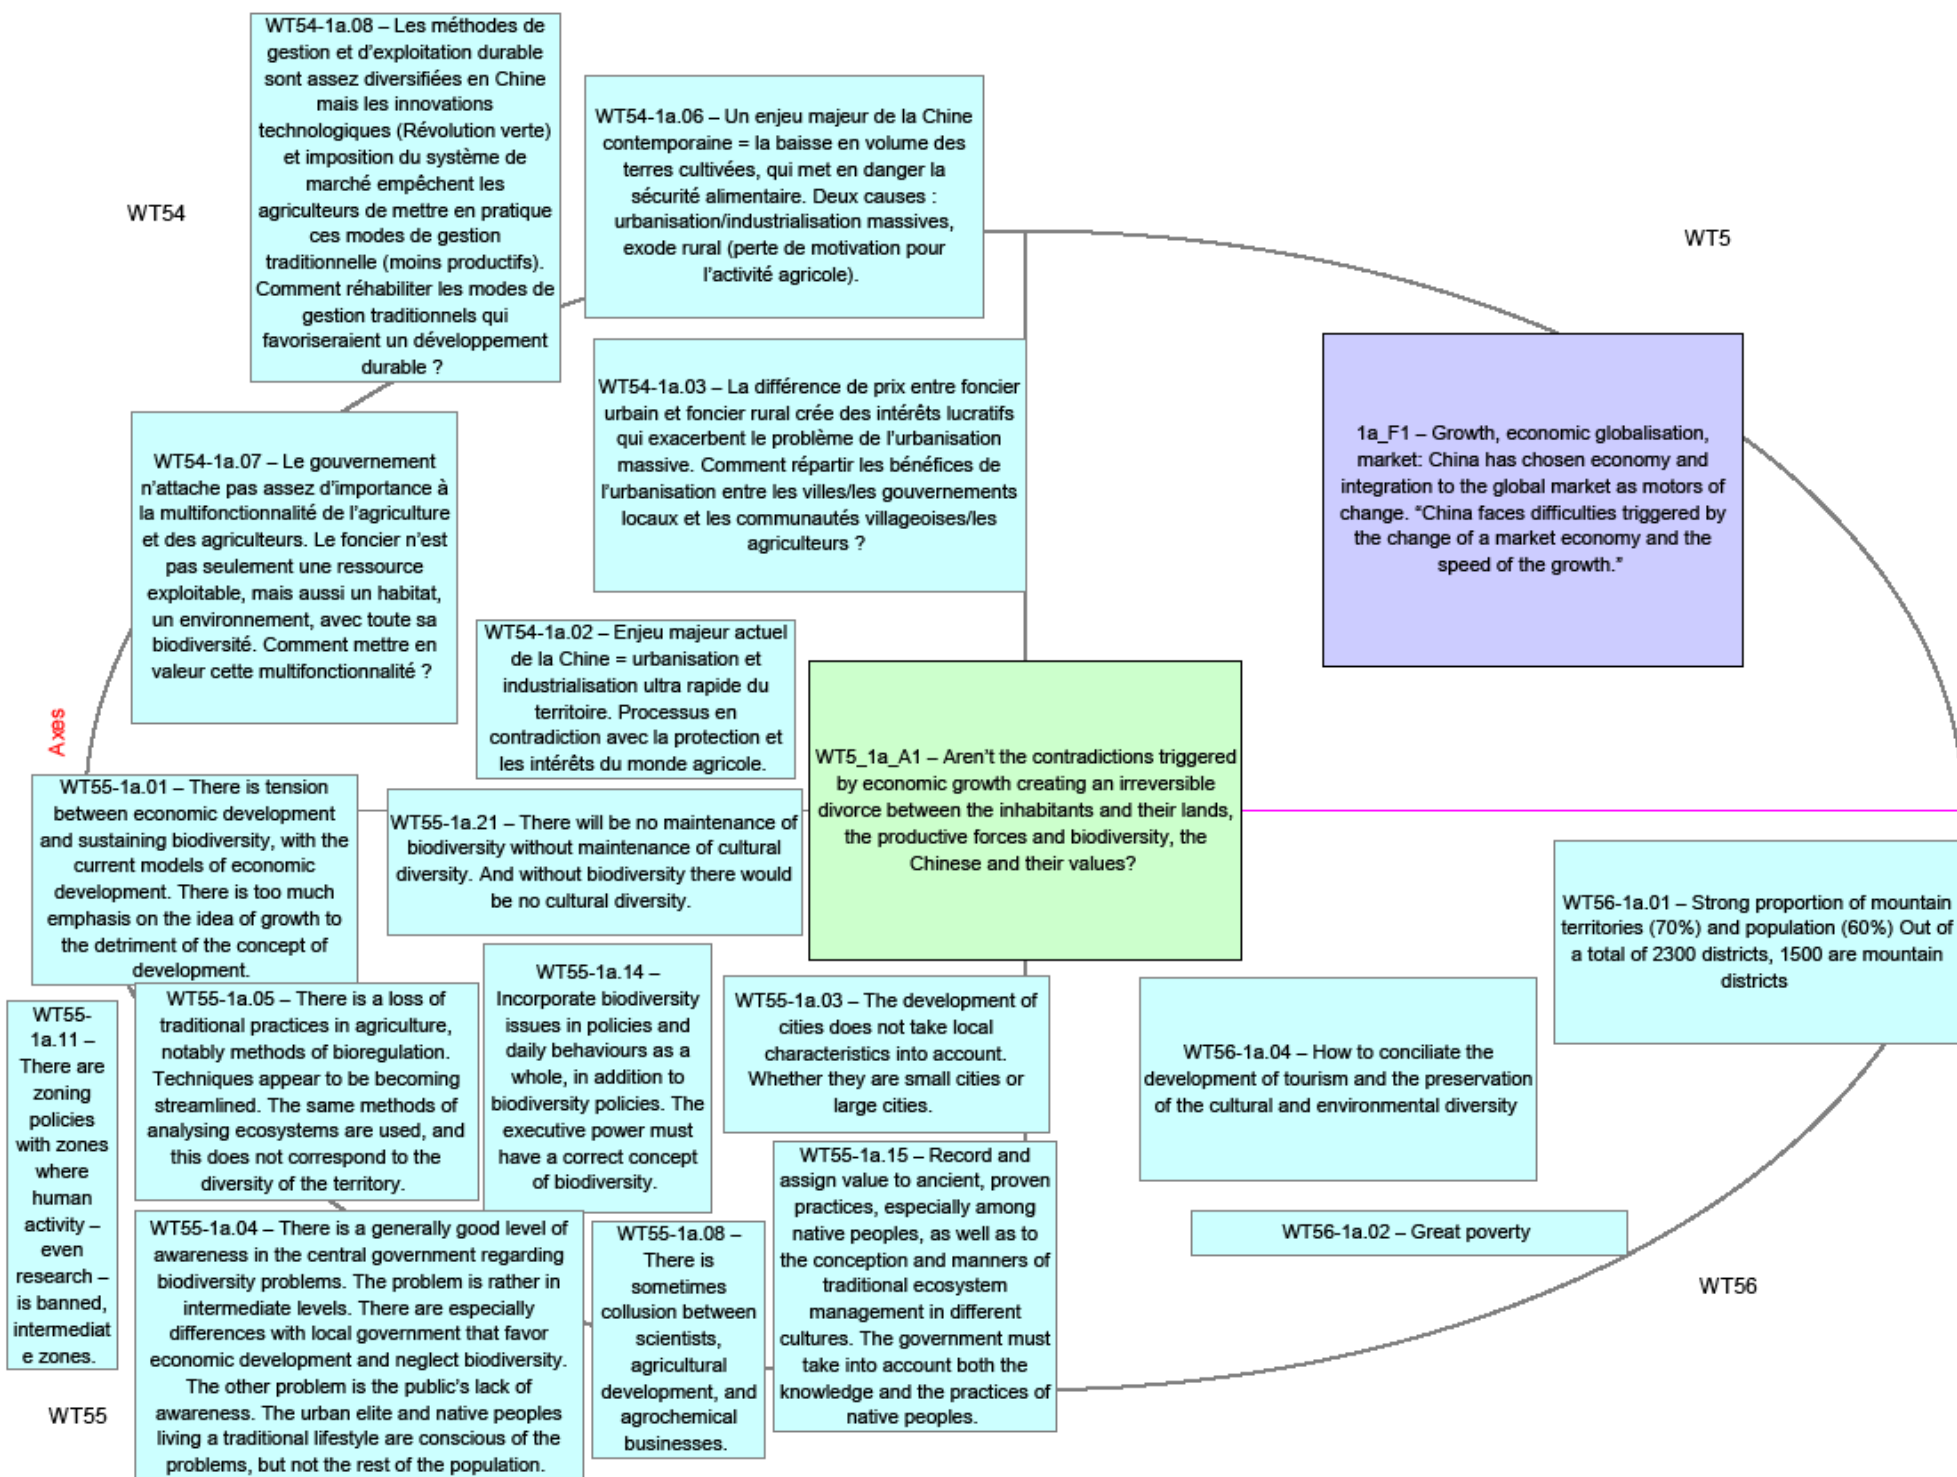 WT54-1a.08 – Les méthodes de
gestion et d'exploitation durable
sont assez diversifiées en Chine
mais les innovations
technologiques (Révolution verte)
et imposition du système de
marché empêchent les
agriculteurs de mettre en pratique
ces modes de gestion
traditionnelle (moins productifs).
Comment réhabiliter les modes de
gestion traditionnels qui
favoriseraient un développement
durable ?
WT54-1a.06 – Un enjeu majeur de la Chine
contemporaine = la baisse en volume des
terres cultivées, qui met en danger la
sécurité alimentaire. Deux causes :
urbanisation/industrialisation massives,
exode rural (perte de motivation pour
l'activité agricole).
WT54
WT5
WT54-1a.03 – La différence de prix entre foncier
urbain et foncier rural crée des intérêts lucratifs
qui exacerbent le problème de l'urbanisation
massive. Comment répartir les bénéfices de
l'urbanisation entre les villes/les gouvernements
locaux et les communautés villageoises/les
agriculteurs ?
1a_F1 – Growth, economic globalisation,
market: China has chosen economy and
integration to the global market as motors of
change. “China faces difficulties triggered by
the change of a market economy and the
speed of the growth.”
WT54-1a.07 – Le gouvernement
n'attache pas assez d'importance à
la multifonctionnalité de l'agriculture
et des agriculteurs. Le foncier n'est
pas seulement une ressource
exploitable, mais aussi un habitat,
un environnement, avec toute sa
biodiversité. Comment mettre en
valeur cette multifonctionnalité ?
WT54-1a.02 – Enjeu majeur actuel
de la Chine = urbanisation et
industrialisation ultra rapide du
territoire. Processus en
contradiction avec la protection et
les intérêts du monde agricole.
Axes
WT5_1a_A1 – Aren't the contradictions triggered
by economic growth creating an irreversible
divorce between the inhabitants and their lands,
the productive forces and biodiversity, the
Chinese and their values?
WT55-1a.01 – There is tension
between economic development
and sustaining biodiversity, with the
current models of economic
development. There is too much
emphasis on the idea of growth to
the detriment of the concept of
development.
WT55-1a.21 – There will be no maintenance of
biodiversity without maintenance of cultural
diversity. And without biodiversity there would
be no cultural diversity.
WT56-1a.01 – Strong proportion of mountain
territories (70%) and population (60%) Out of
a total of 2300 districts, 1500 are mountain
districts
WT55-1a.14 –
Incorporate biodiversity
issues in policies and
daily behaviours as a
whole, in addition to
biodiversity policies. The
executive power must
have a correct concept
of biodiversity.
WT55-1a.03 – The development of
cities does not take local
characteristics into account.
Whether they are small cities or
large cities.
WT56-1a.04 – How to conciliate the
development of tourism and the preservation
of the cultural and environmental diversity
WT55-
1a.11 –
There are
zoning
policies
with zones
where
human
activity –
even
research –
is banned,
intermediat
e zones.
WT55-1a.05 – There is a loss of
traditional practices in agriculture,
notably methods of bioregulation.
Techniques appear to be becoming
streamlined. The same methods of
analysing ecosystems are used, and
this does not correspond to the
diversity of the territory.
WT55-1a.15 – Record and
assign value to ancient, proven
practices, especially among
native peoples, as well as to
the conception and manners of
traditional ecosystem
management in different
cultures. The government must
take into account both the
knowledge and the practices of
native peoples.
WT56-1a.02 – Great poverty
WT55-1a.04 – There is a generally good level of
awareness in the central government regarding
biodiversity problems. The problem is rather in
intermediate levels. There are especially
differences with local government that favor
economic development and neglect biodiversity.
The other problem is the public's lack of
awareness. The urban elite and native peoples
living a traditional lifestyle are conscious of the
problems, but not the rest of the population.
WT55-1a.08 –
There is
sometimes
collusion between
scientists,
agricultural
development, and
agrochemical
businesses.
WT56
WT55